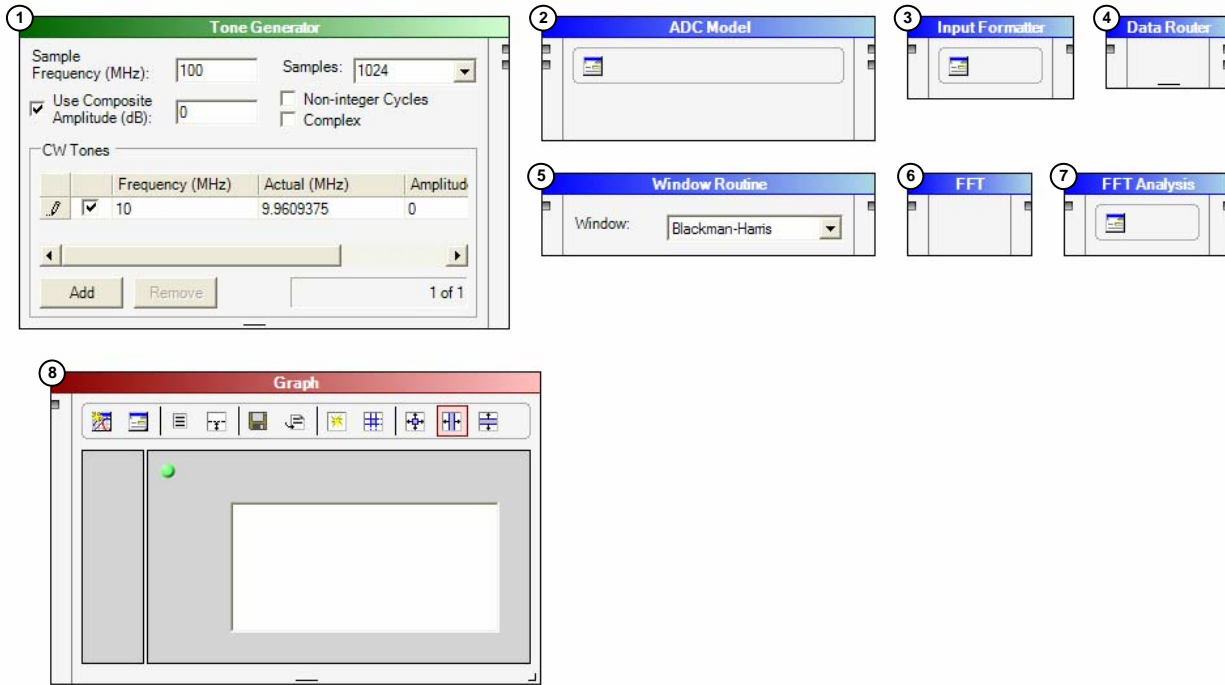 1
Tone Generator
Sample
Frequency (MHz):
100
Samples:
1024
Use Composite
Amplitude (dB):
0
Non-integer Cycles
Complex
CW Tones
Frequency (MHz)
Actual (MHz)
Amplitud
10
9.9609375
0
Add
Remove
1 of 1
2
ADC Model
3
Input Formatter
4
Data Router
5
Window Routine
Window:
Blackman-Harris
6
FFT
7
FFT Analysis
8
Graph